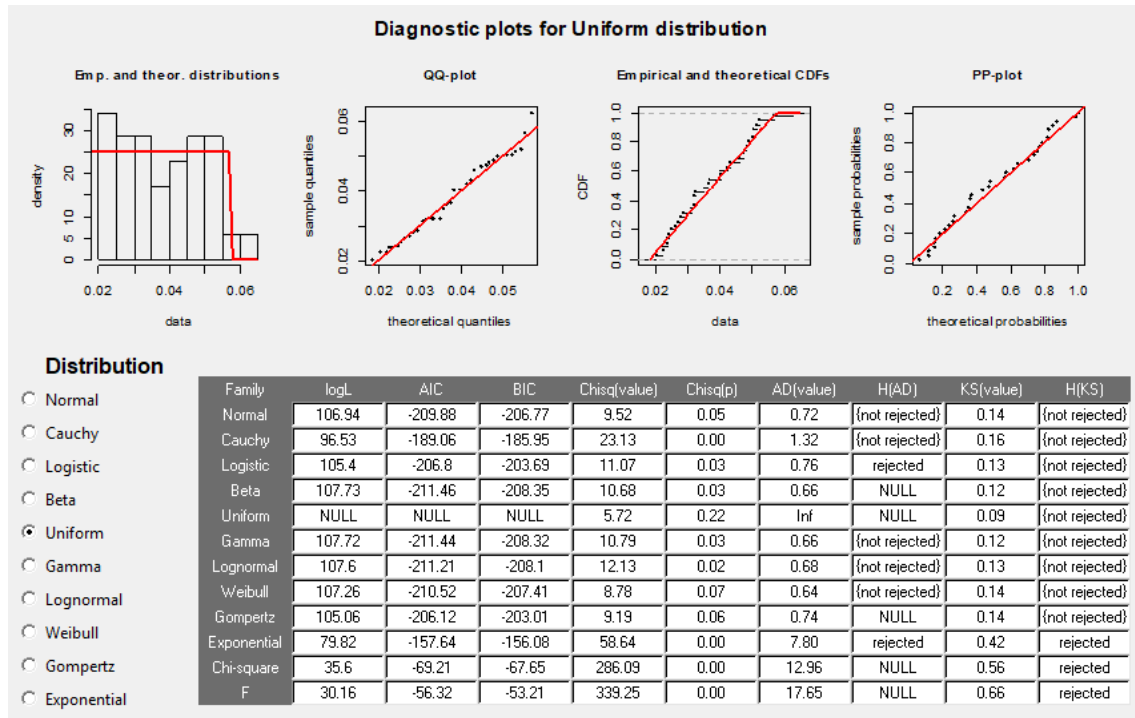 Diagnostic plots for Uniform distribution
Emp. and theor. distributions
QQ-plot
Empirical and theoretical CDFs
PP-plot
density
0 5 10 20 30
0.02 0.04 0.06
data
sample quantiles
0.02 0.04 0.06
0.02 0.03 0.04 0.05
theoretical quantiles
CDF
0.0 0.2 0.4 0.6 0.8 1.0
0.02 0.04 0.06
data
sample probabilities
0.0 0.2 0.4 0.6 0.8 1.0
0.2 0.4 0.6 0.8 1.0
theoretical probabilities
Distribution
Normal
Cauchy
Logistic
Beta
Uniform
Gamma
Lognormal
Weibull
Gompertz
Exponential
Family logL AIC BIC Chisq(value) Chisq(p) AD(value) H(AD) KS(value) H(KS)
Normal 106.94 -209.88 -206.77 9.52 0.05 0.72 {not rejected} 0.14 {not rejected}
Cauchy 96.53 -189.06 -185.95 23.13 0.00 1.32 {not rejected} 0.16 {not rejected}
Logistic 105.4 -206.8 -203.69 11.07 0.03 0.76 rejected 0.13 {not rejected}
Beta 107.73 -211.46 -208.35 10.68 0.03 0.66 NULL 0.12 {not rejected}
Uniform NULL NULL NULL 5.72 0.22 Inf NULL 0.09 {not rejected}
Gamma 107.72 -211.44 -208.32 10.79 0.03 0.66 {not rejected} 0.12 {not rejected}
Lognormal 107.6 -211.21 -208.1 12.13 0.02 0.68 {not rejected} 0.13 {not rejected}
Weibull 107.26 -210.52 -207.41 8.78 0.07 0.64 {not rejected} 0.14 {not rejected}
Gompertz 105.06 -206.12 -203.01 9.19 0.06 0.74 NULL 0.14 {not rejected}
Exponential 79.82 -157.64 -156.08 58.64 0.00 7.80 rejected 0.42 rejected
Chi-square 35.6 -69.21 -67.65 286.09 0.00 12.96 NULL 0.56 rejected
F 30.16 -56.32 -53.21 339.25 0.00 17.65 NULL 0.66 rejected